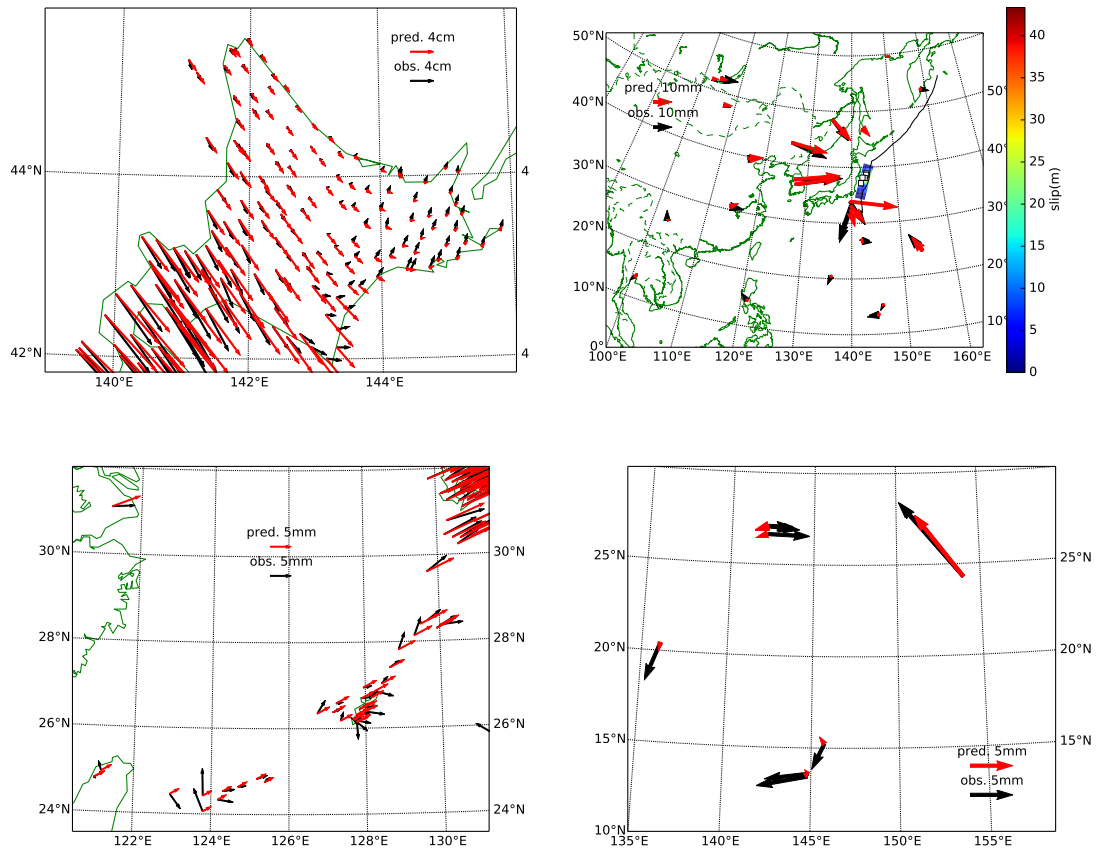 pred. 4cm
obs. 4cm
44°N
4
42°N
4
140°E
142°E
144°E
50°N
40°N
30°N
20°N
10°N
0°
100°E
110°E
120°E
130°E
140°E
150°E
160°E
50°
40°
30°
20°
10°
pred. 10mm
obs. 10mm
40
35
30
25
20
15
10
5
0
slip(m)
pred. 5mm
obs. 5mm
30°N
30°N
28°N
28°N
26°N
26°N
24°N
24°N
122°E
124°E
126°E
128°E
130°E
25°N
25°N
20°N
20°N
15°N
15°N
10°N
pred. 5mm
obs. 5mm
135°E
140°E
145°E
150°E
155°E